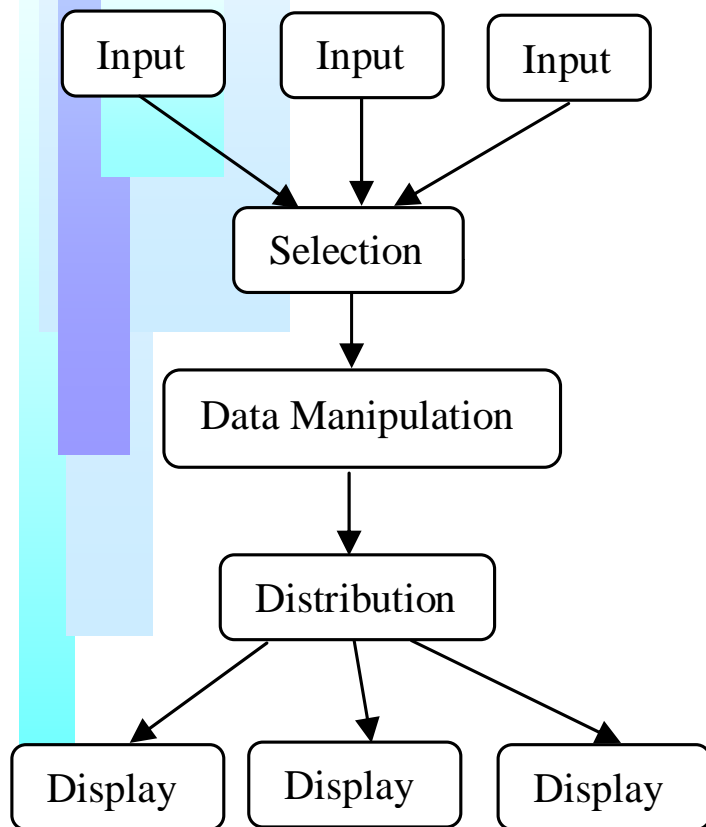 Input
Input
Input
Selection
Data Manipulation
Distribution
Display
Display
Display